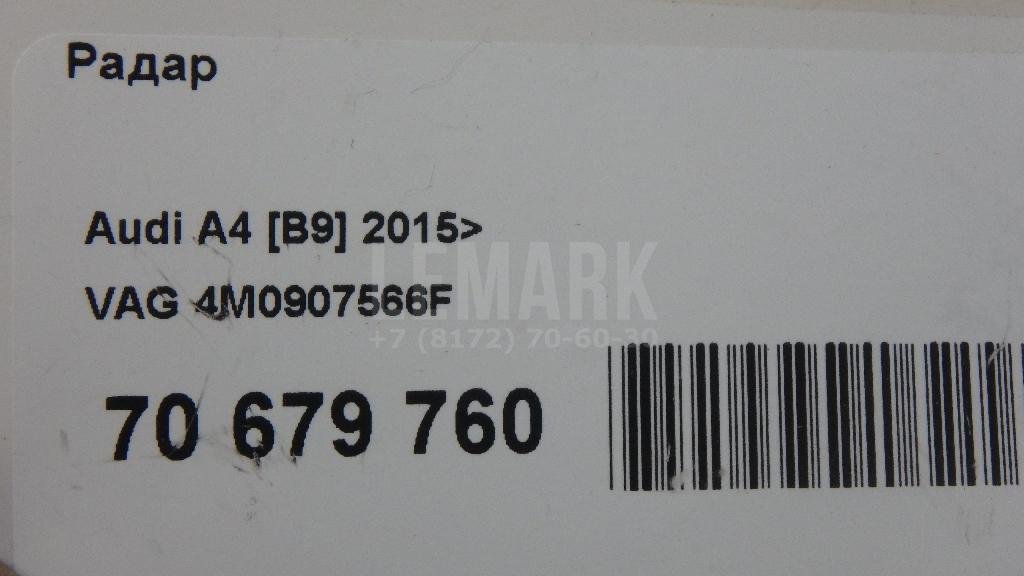 Радар
Audi A4 [B9] 2015>
VAG 4M0907566F
LEMARK
+7 (8172) 70-60-30
70 679 760